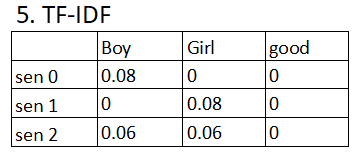 5. TF-IDF
Boy Girl good
sen 0 0.08 0 0
sen 1 0 0.08 0
sen 2 0.06 0.06 0